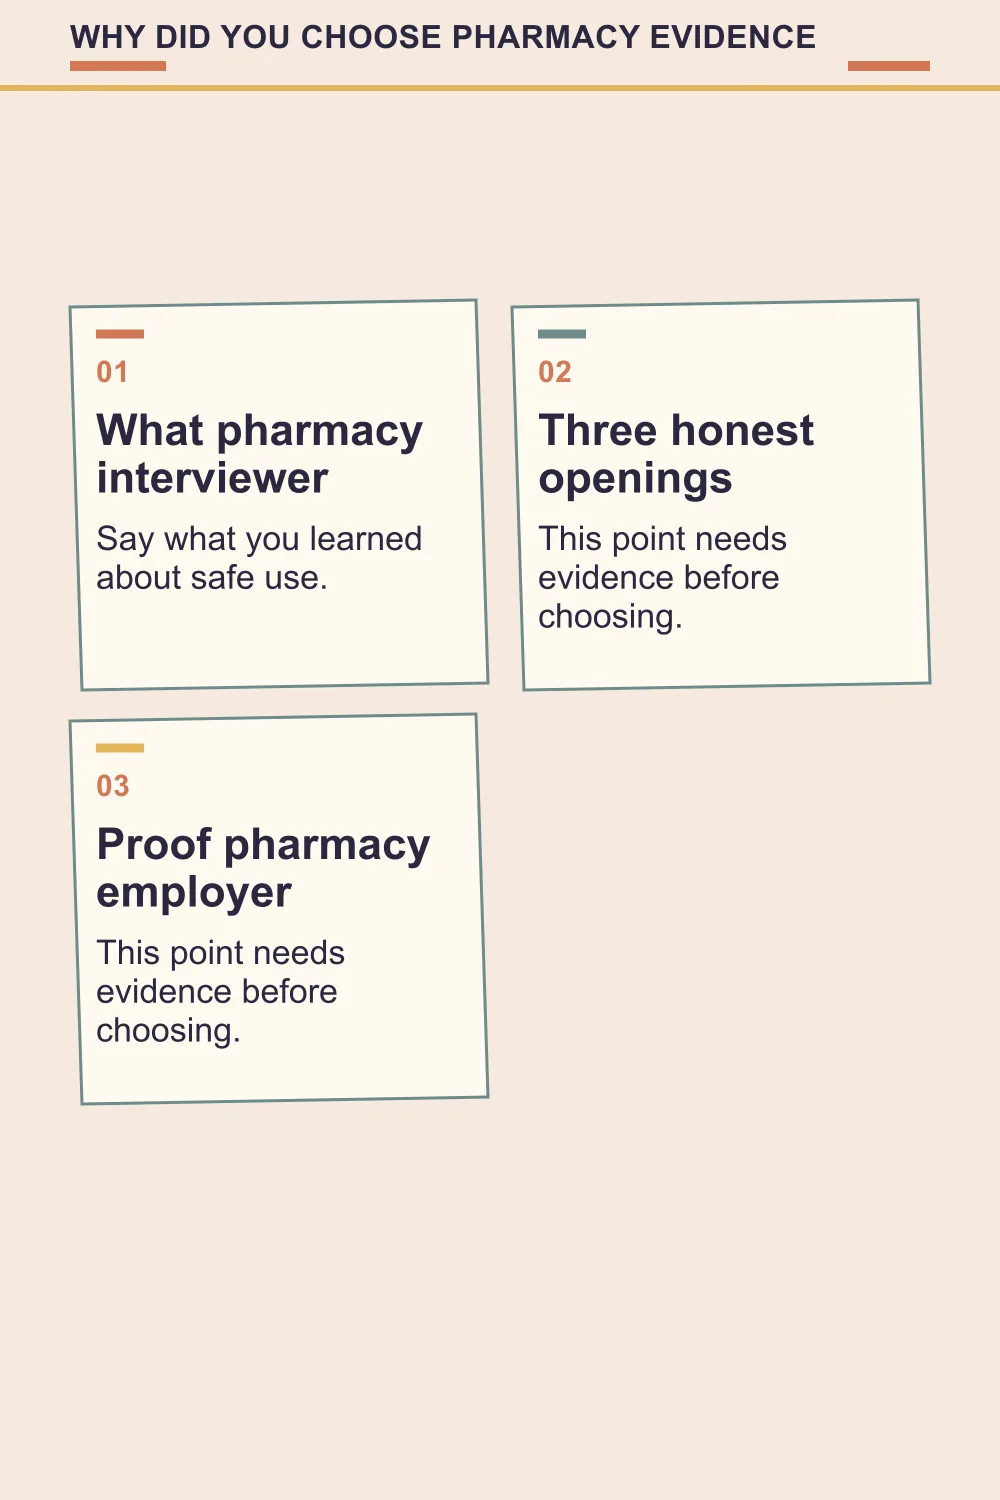 WHY DID YOU CHOOSE PHARMACY EVIDENCE
01
What pharmacy
interviewer
Say what you learned
about safe use.
02
Three honest
openings
This point needs
evidence before
choosing.
03
Proof pharmacy
employer
This point needs
evidence before
choosing.